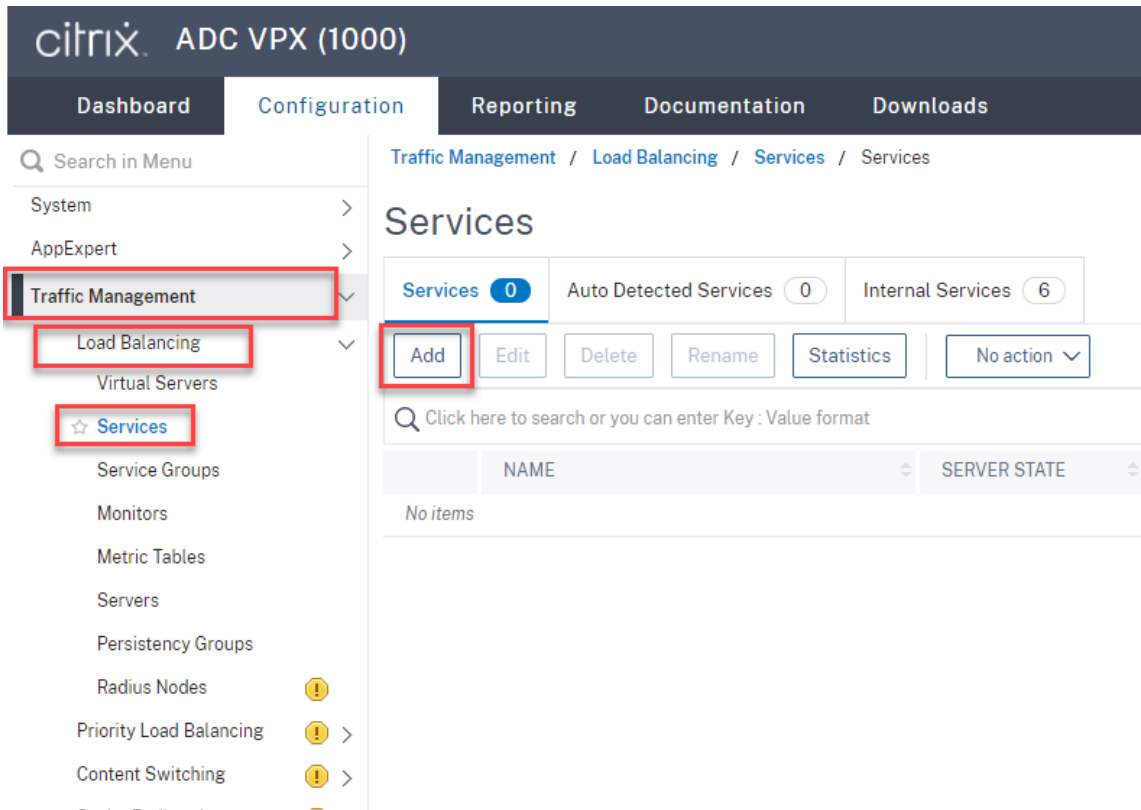 citrix. ADC VPX (1000)
Dashboard Configuration Reporting Documentation Downloads
Search in Menu
System
AppExpert
Traffic Management
Load Balancing
Virtual Servers
Services
Service Groups
Monitors
Metric Tables
Servers
Persistency Groups
Radius Nodes
Priority Load Balancing
Content Switching
Traffic Management / Load Balancing / Services / Services
Services
Services 0 Auto Detected Services 0 Internal Services 6
Add Edit Delete Rename Statistics No action
Click here to search or you can enter Key : Value format
NAME SERVER STATE
No items